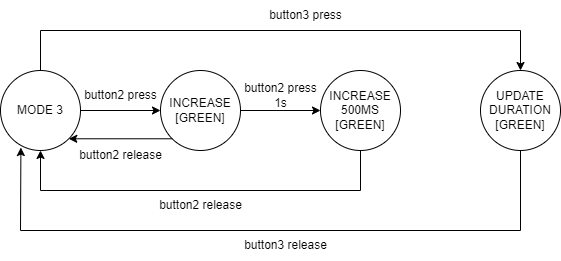 button3 press
button2 press
button2 press
1s
MODE 3
INCREASE
[GREEN]
INCREASE
500MS
[GREEN]
UPDATE
DURATION
[GREEN]
button2 release
button2 release
button3 release